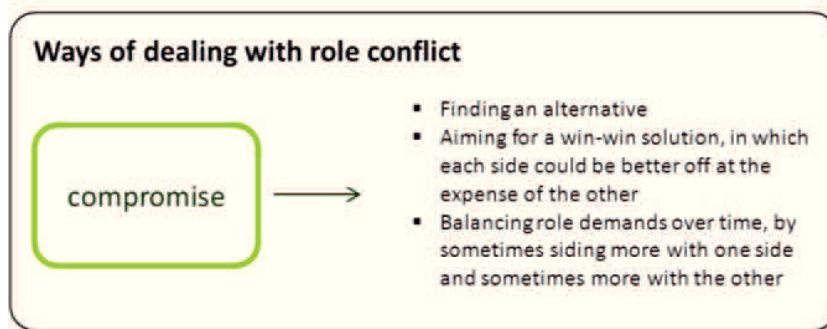 Ways of dealing with role conflict
compromise
▪ Finding an alternative
▪ Aiming for a win-win solution, in which
each side could be better off at the
expense of the other
▪ Balancing role demands over time, by
sometimes siding more with one side
and sometimes more with the other